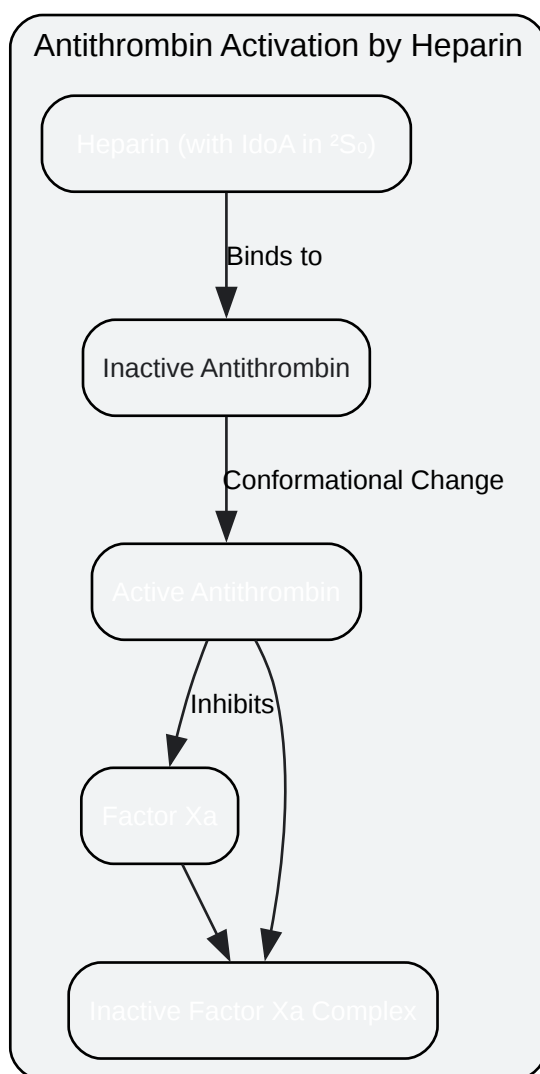 Antithrombin Activation by Heparin
Heparin (with IdoA in ²S₀)
Binds to
Inactive Antithrombin
Conformational Change
Active Antithrombin
Inhibits
Factor Xa
Inactive Factor Xa Complex